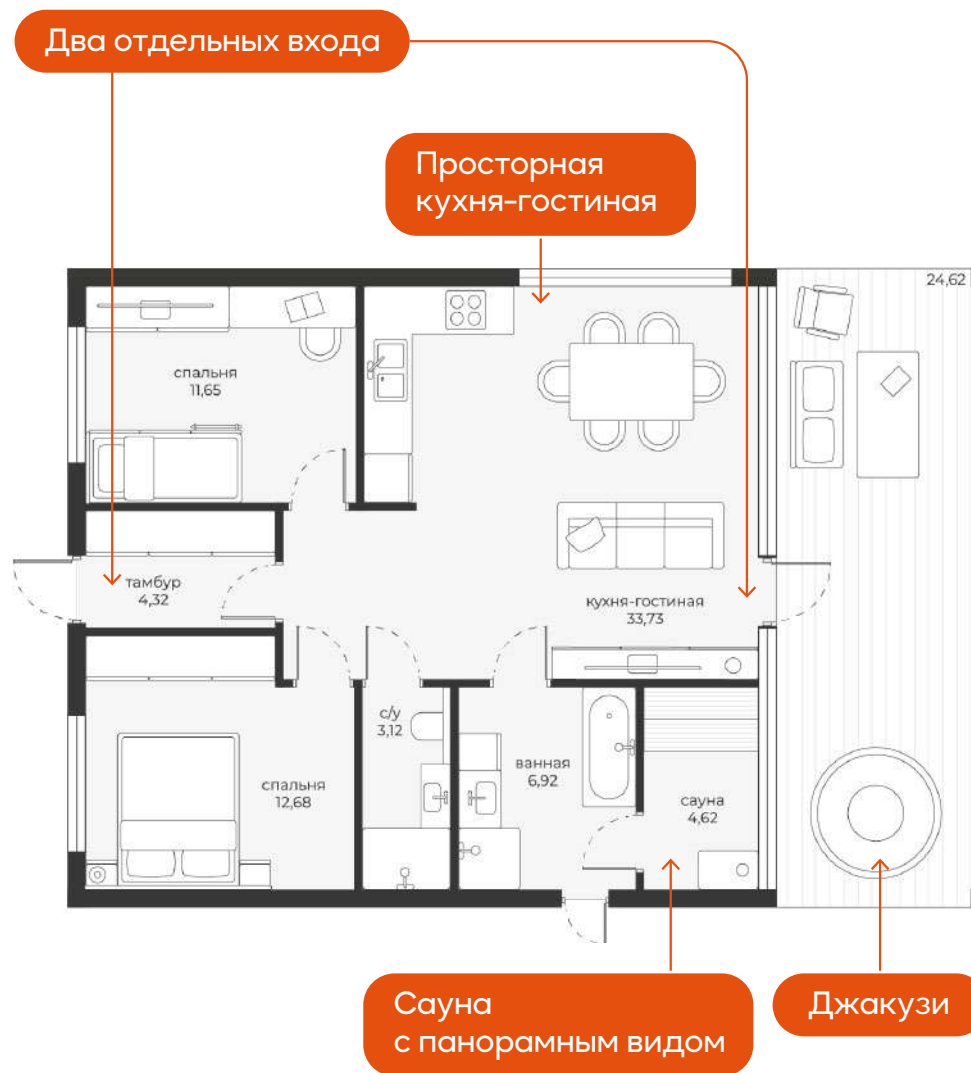 Два отдельных входа
Просторная
кухня-гостиная
24,62
спальня
11,65
тамбур
4,32
кухня-гостиная
33,73
с/у
3,12
ванная
6,92
спальня
12,68
сауна
4,62
Сауна
с панорамным видом
Джакузи